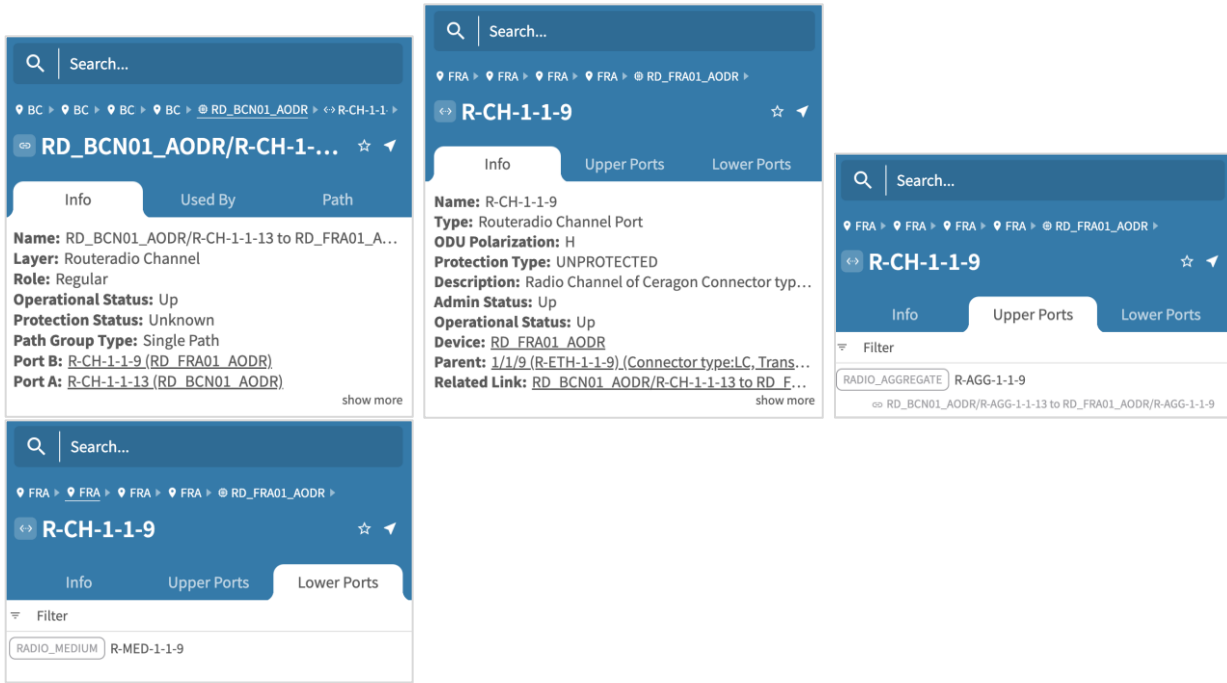 Search...
BC BC BC BC RD_BCN01_AODR R-CH-1-1-
RD_BCN01_AODR/R-CH-1-...
Info Used By Path
Name: RD_BCN01_AODR/R-CH-1-1-13 to RD_FRA01_A...
Layer: Routeradio Channel
Role: Regular
Operational Status: Up
Protection Status: Unknown
Path Group Type: Single Path
Port B: R-CH-1-1-9 (RD_FRA01_AODR)
Port A: R-CH-1-1-13 (RD_BCN01_AODR)
show more
Search...
FRA FRA FRA FRA RD_FRA01_AODR
R-CH-1-1-9
Info Upper Ports Lower Ports
Name: R-CH-1-1-9
Type: Routeradio Channel Port
ODU Polarization: H
Protection Type: UNPROTECTED
Description: Radio Channel of Ceragon Connector typ...
Admin Status: Up
Operational Status: Up
Device: RD_FRA01_AODR
Parent: 1/1/9 (R-ETH-1-1-9) (Connector type:LC, Trans...
Related Link: RD_BCN01_AODR/R-CH-1-1-13 to RD_F...
show more
Search...
FRA FRA FRA FRA RD_FRA01_AODR
R-CH-1-1-9
Info Upper Ports Lower Ports
Filter
RADIO_AGGREGATE R-AGG-1-1-9
RD_BCN01_AODR/R-AGG-1-1-13 to RD_FRA01_AODR/R-AGG-1-1-9
Search...
FRA FRA FRA FRA RD_FRA01_AODR
R-CH-1-1-9
Info Upper Ports Lower Ports
Filter
RADIO_MEDIUM R-MED-1-1-9